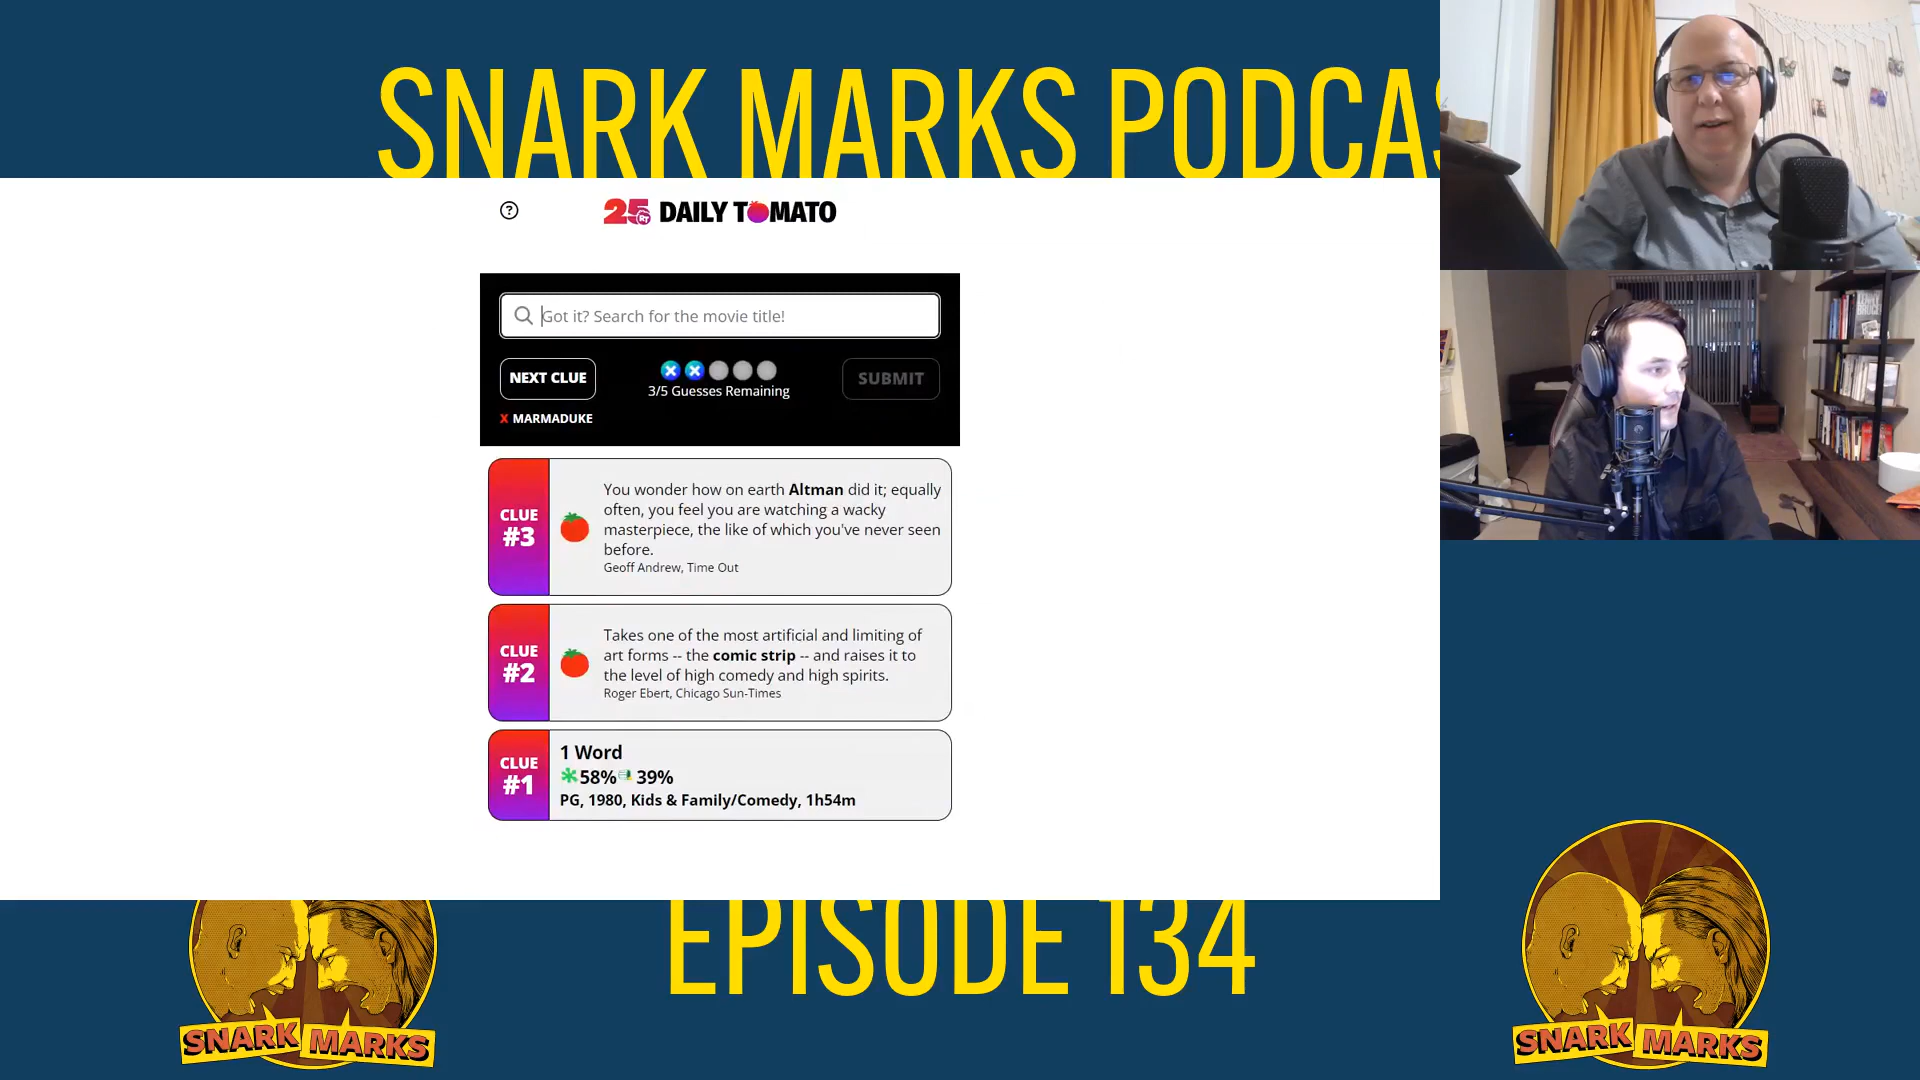 SNARK MARKS PODCAS
?
25 RT DAILY TOMATO
Got it? Search for the movie title!
NEXT CLUE
3/5 Guesses Remaining
SUBMIT
X MARMADUKE
CLUE
#3
You wonder how on earth Altman did it; equally
often, you feel you are watching a wacky
masterpiece, the like of which you've never seen
before.
Geoff Andrew, Time Out
CLUE
#2
Takes one of the most artificial and limiting of
art forms -- the comic strip -- and raises it to
the level of high comedy and high spirits.
Roger Ebert, Chicago Sun-Times
CLUE
#1
1 Word
58% 39%
PG, 1980, Kids & Family/Comedy, 1h54m
EPISODE 134
SNARK MARKS
SNARK MARKS